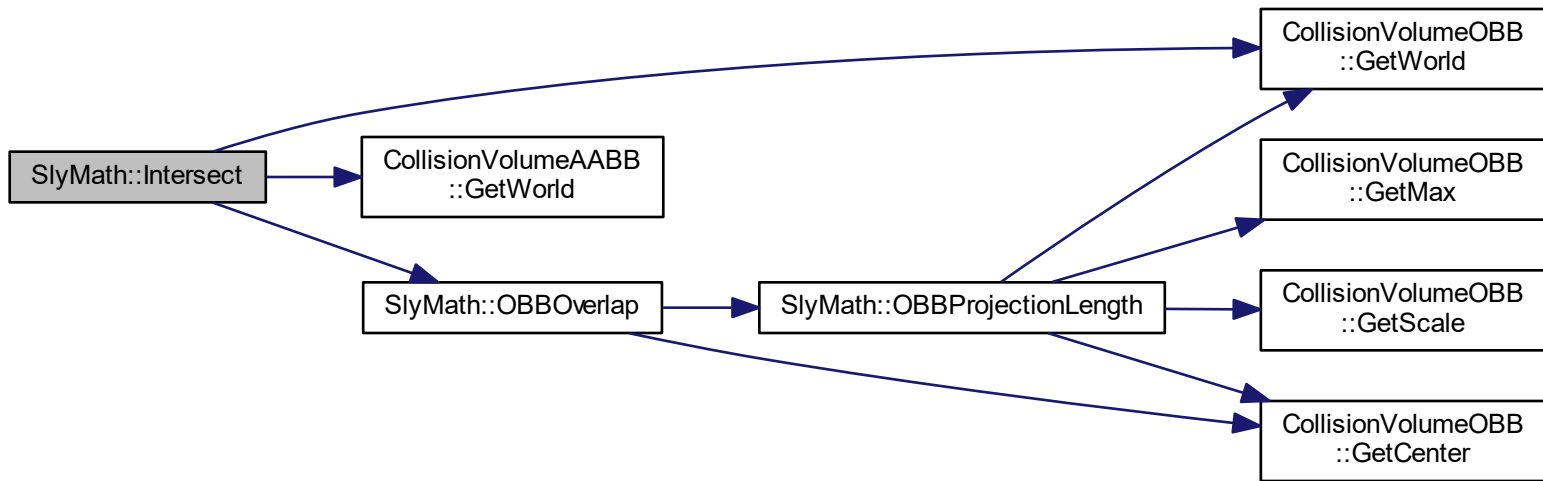 SlyMath::Intersect
CollisionVolumeAABB
::GetWorld
SlyMath::OBBOverlap
SlyMath::OBBProjectionLength
CollisionVolumeOBB
::GetWorld
CollisionVolumeOBB
::GetMax
CollisionVolumeOBB
::GetScale
CollisionVolumeOBB
::GetCenter